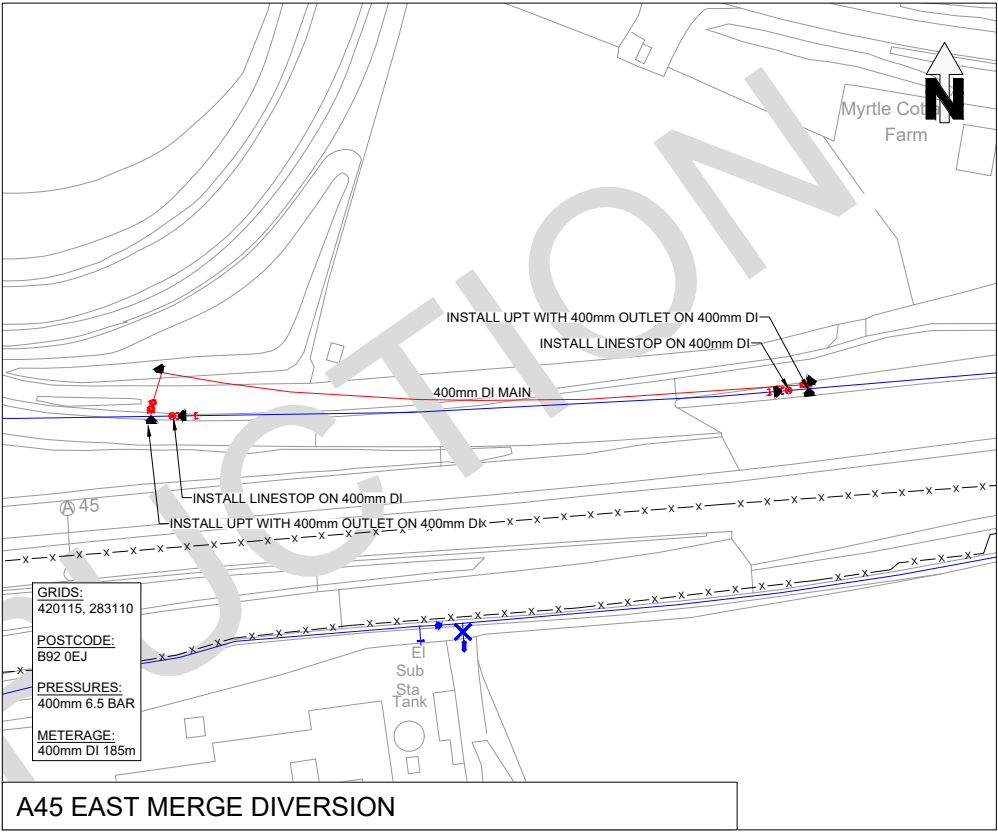 N
Myrtle Cot
Farm
INSTALL UPT WITH 400mm OUTLET ON 400mm DI
INSTALL LINESTOP ON 400mm DI
400mm DI MAIN
INSTALL LINESTOP ON 400mm DI
INSTALL UPT WITH 400mm OUTLET ON 400mm DI
A 45
GRIDS:
420115, 283110
POSTCODE:
B92 0EJ
PRESSURES:
400mm 6.5 BAR
METERAGE:
400mm DI 185m
El
Sub
Sta
Tank
UCTION
A45 EAST MERGE DIVERSION